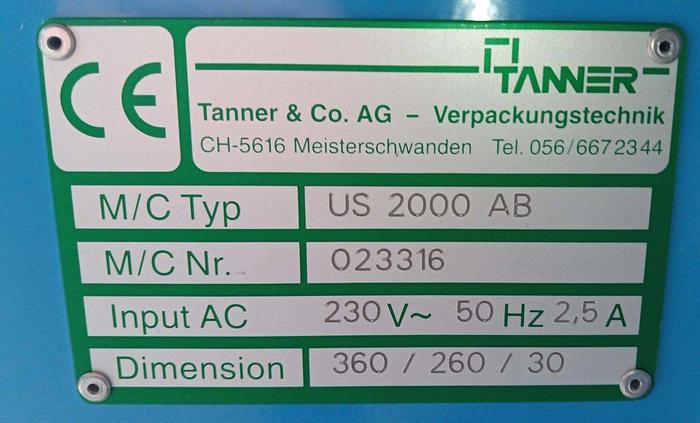 CE
TANNER
Tanner & Co. AG – Verpackungstechnik
CH-5616 Meisterschwanden Tel. 056/6672344
M/C Typ US 2000 AB
M/C Nr. 023316
Input AC 230 V~ 50 Hz 2,5 A
Dimension 360 / 260 / 30